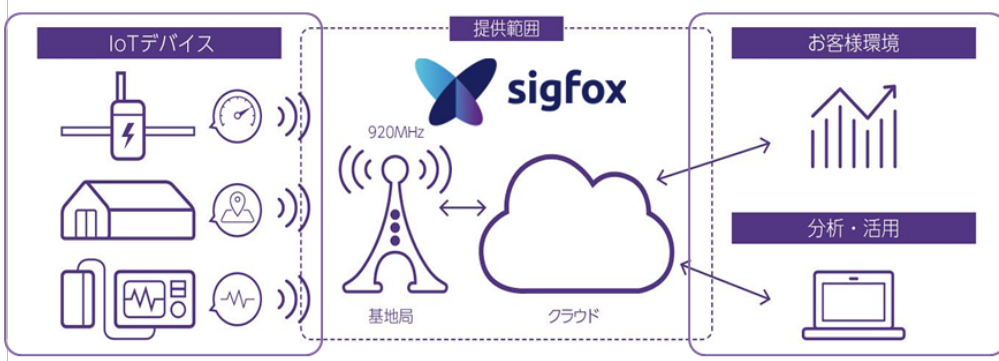 IoTデバイス
提供範囲
sigfox
920MHz
基地局
クラウド
お客様環境
分析・活用